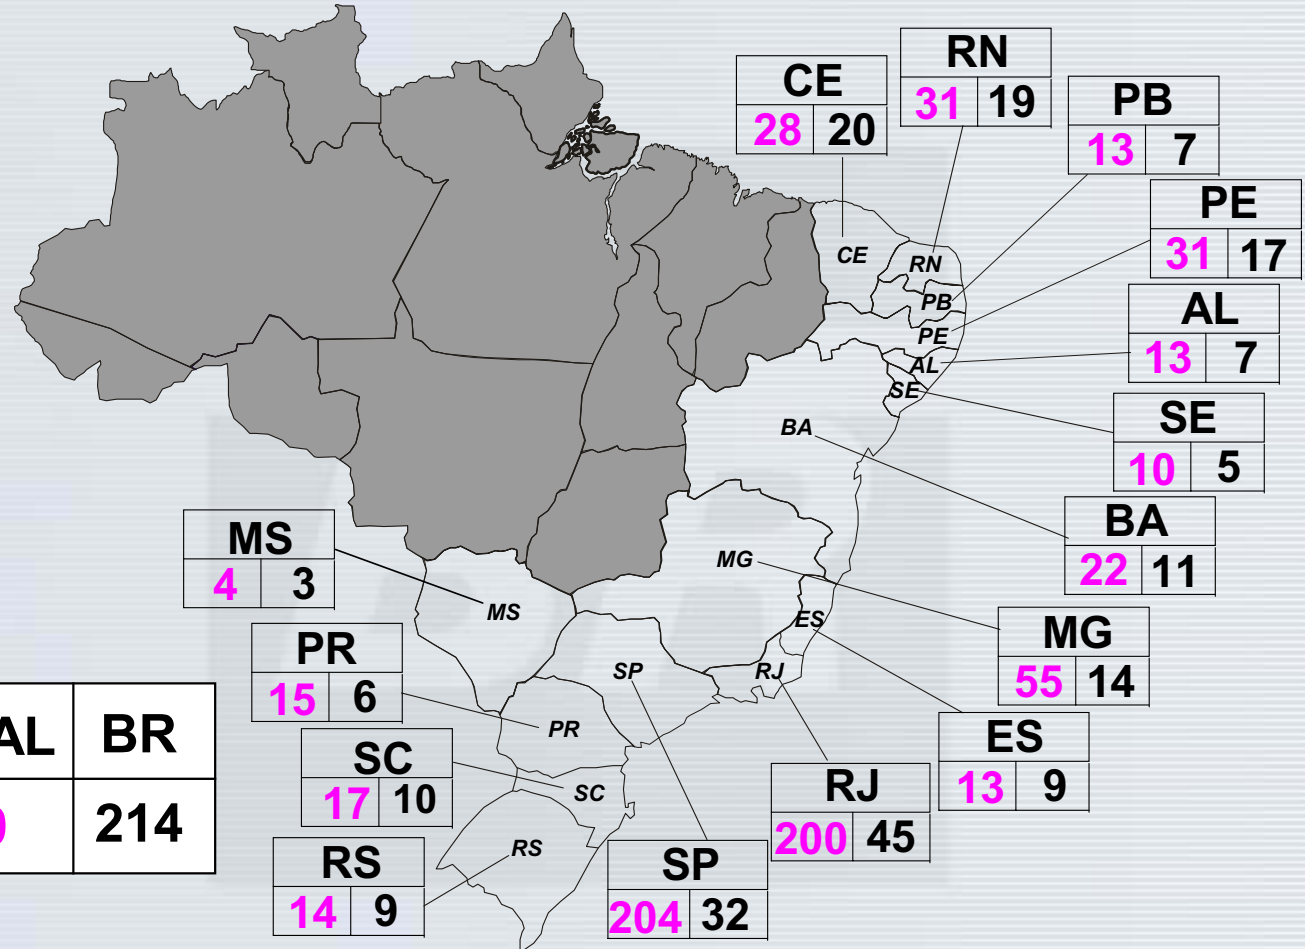 RN
31 19
CE
28 20
PB
13 7
PE
31 17
AL
13 7
SE
10 5
BA
22 11
MG
55 14
ES
13 9
RJ
200 45
SP
204 32
MS
4 3
PR
15 6
SC
17 10
RS
14 9
BR
214
CE
RN
PB
PE
AL
SE
BA
MG
ES
MS
SP
RJ
PR
SC
RS